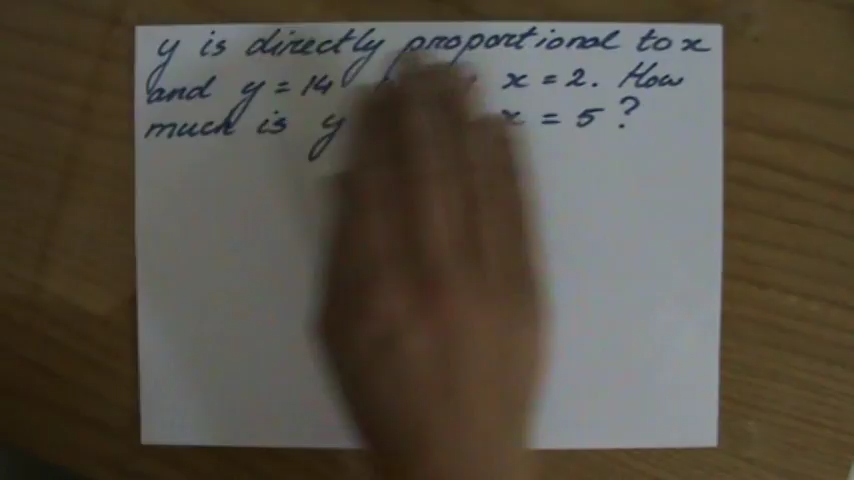 y is directly proportional to x
and y = 14 x = 2. How
much is y x = 5?